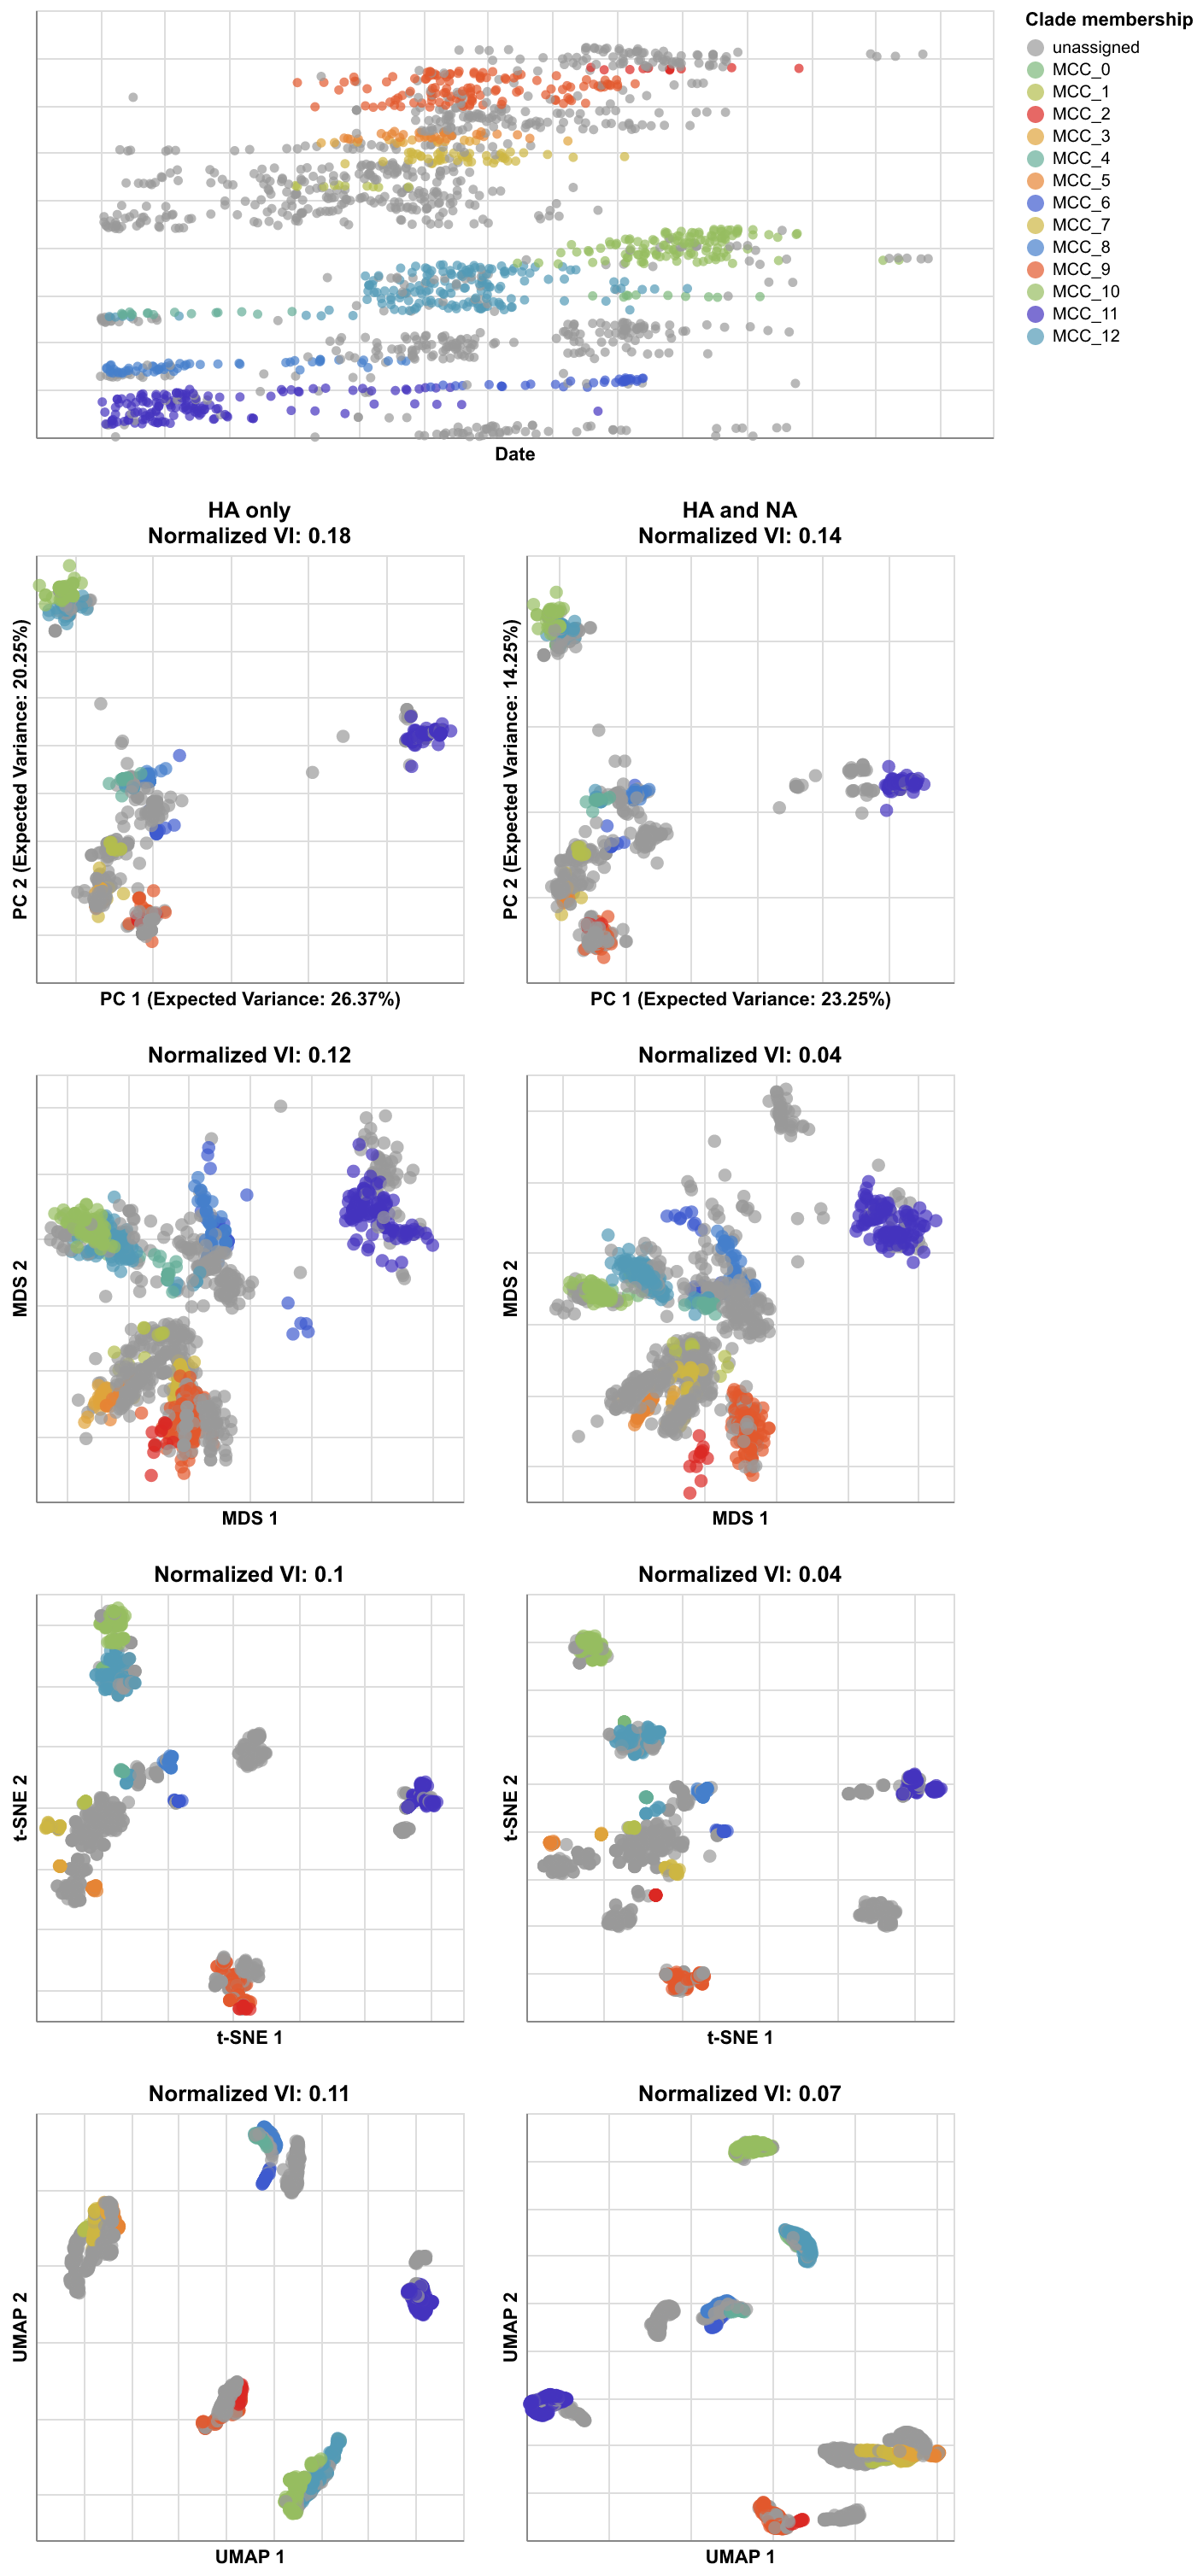 Clade membership
unassigned
MCC_0
MCC_1
MCC_2
MCC_3
MCC_4
MCC_5
MCC_6
MCC_7
MCC_8
MCC_9
MCC_10
MCC_11
MCC_12
Date
HA only
Normalized VI: 0.18
HA and NA
Normalized VI: 0.14
PC 2 (Expected Variance: 20.25%)
PC 1 (Expected Variance: 26.37%)
PC 2 (Expected Variance: 14.25%)
PC 1 (Expected Variance: 23.25%)
Normalized VI: 0.12
Normalized VI: 0.04
MDS 2
MDS 1
MDS 2
MDS 1
Normalized VI: 0.1
Normalized VI: 0.04
t-SNE 2
t-SNE 1
t-SNE 2
t-SNE 1
Normalized VI: 0.11
Normalized VI: 0.07
UMAP 2
UMAP 1
UMAP 2
UMAP 1